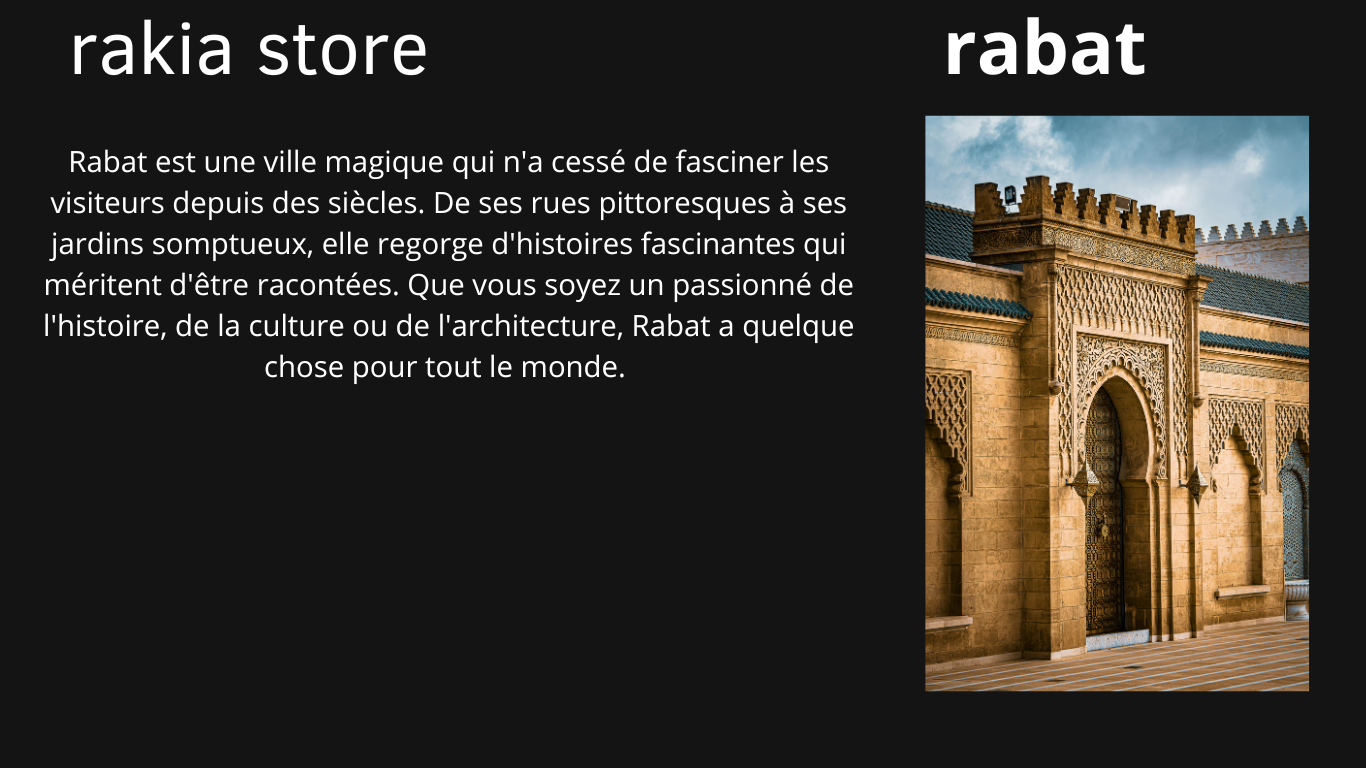 rakia store
rabat
Rabat est une ville magique qui n'a cessé de fasciner les
visiteurs depuis des siècles. De ses rues pittoresques à ses
jardins somptueux, elle regorge d'histoires fascinantes qui
méritent d'être racontées. Que vous soyez un passionné de
l'histoire, de la culture ou de l'architecture, Rabat a quelque
chose pour tout le monde.